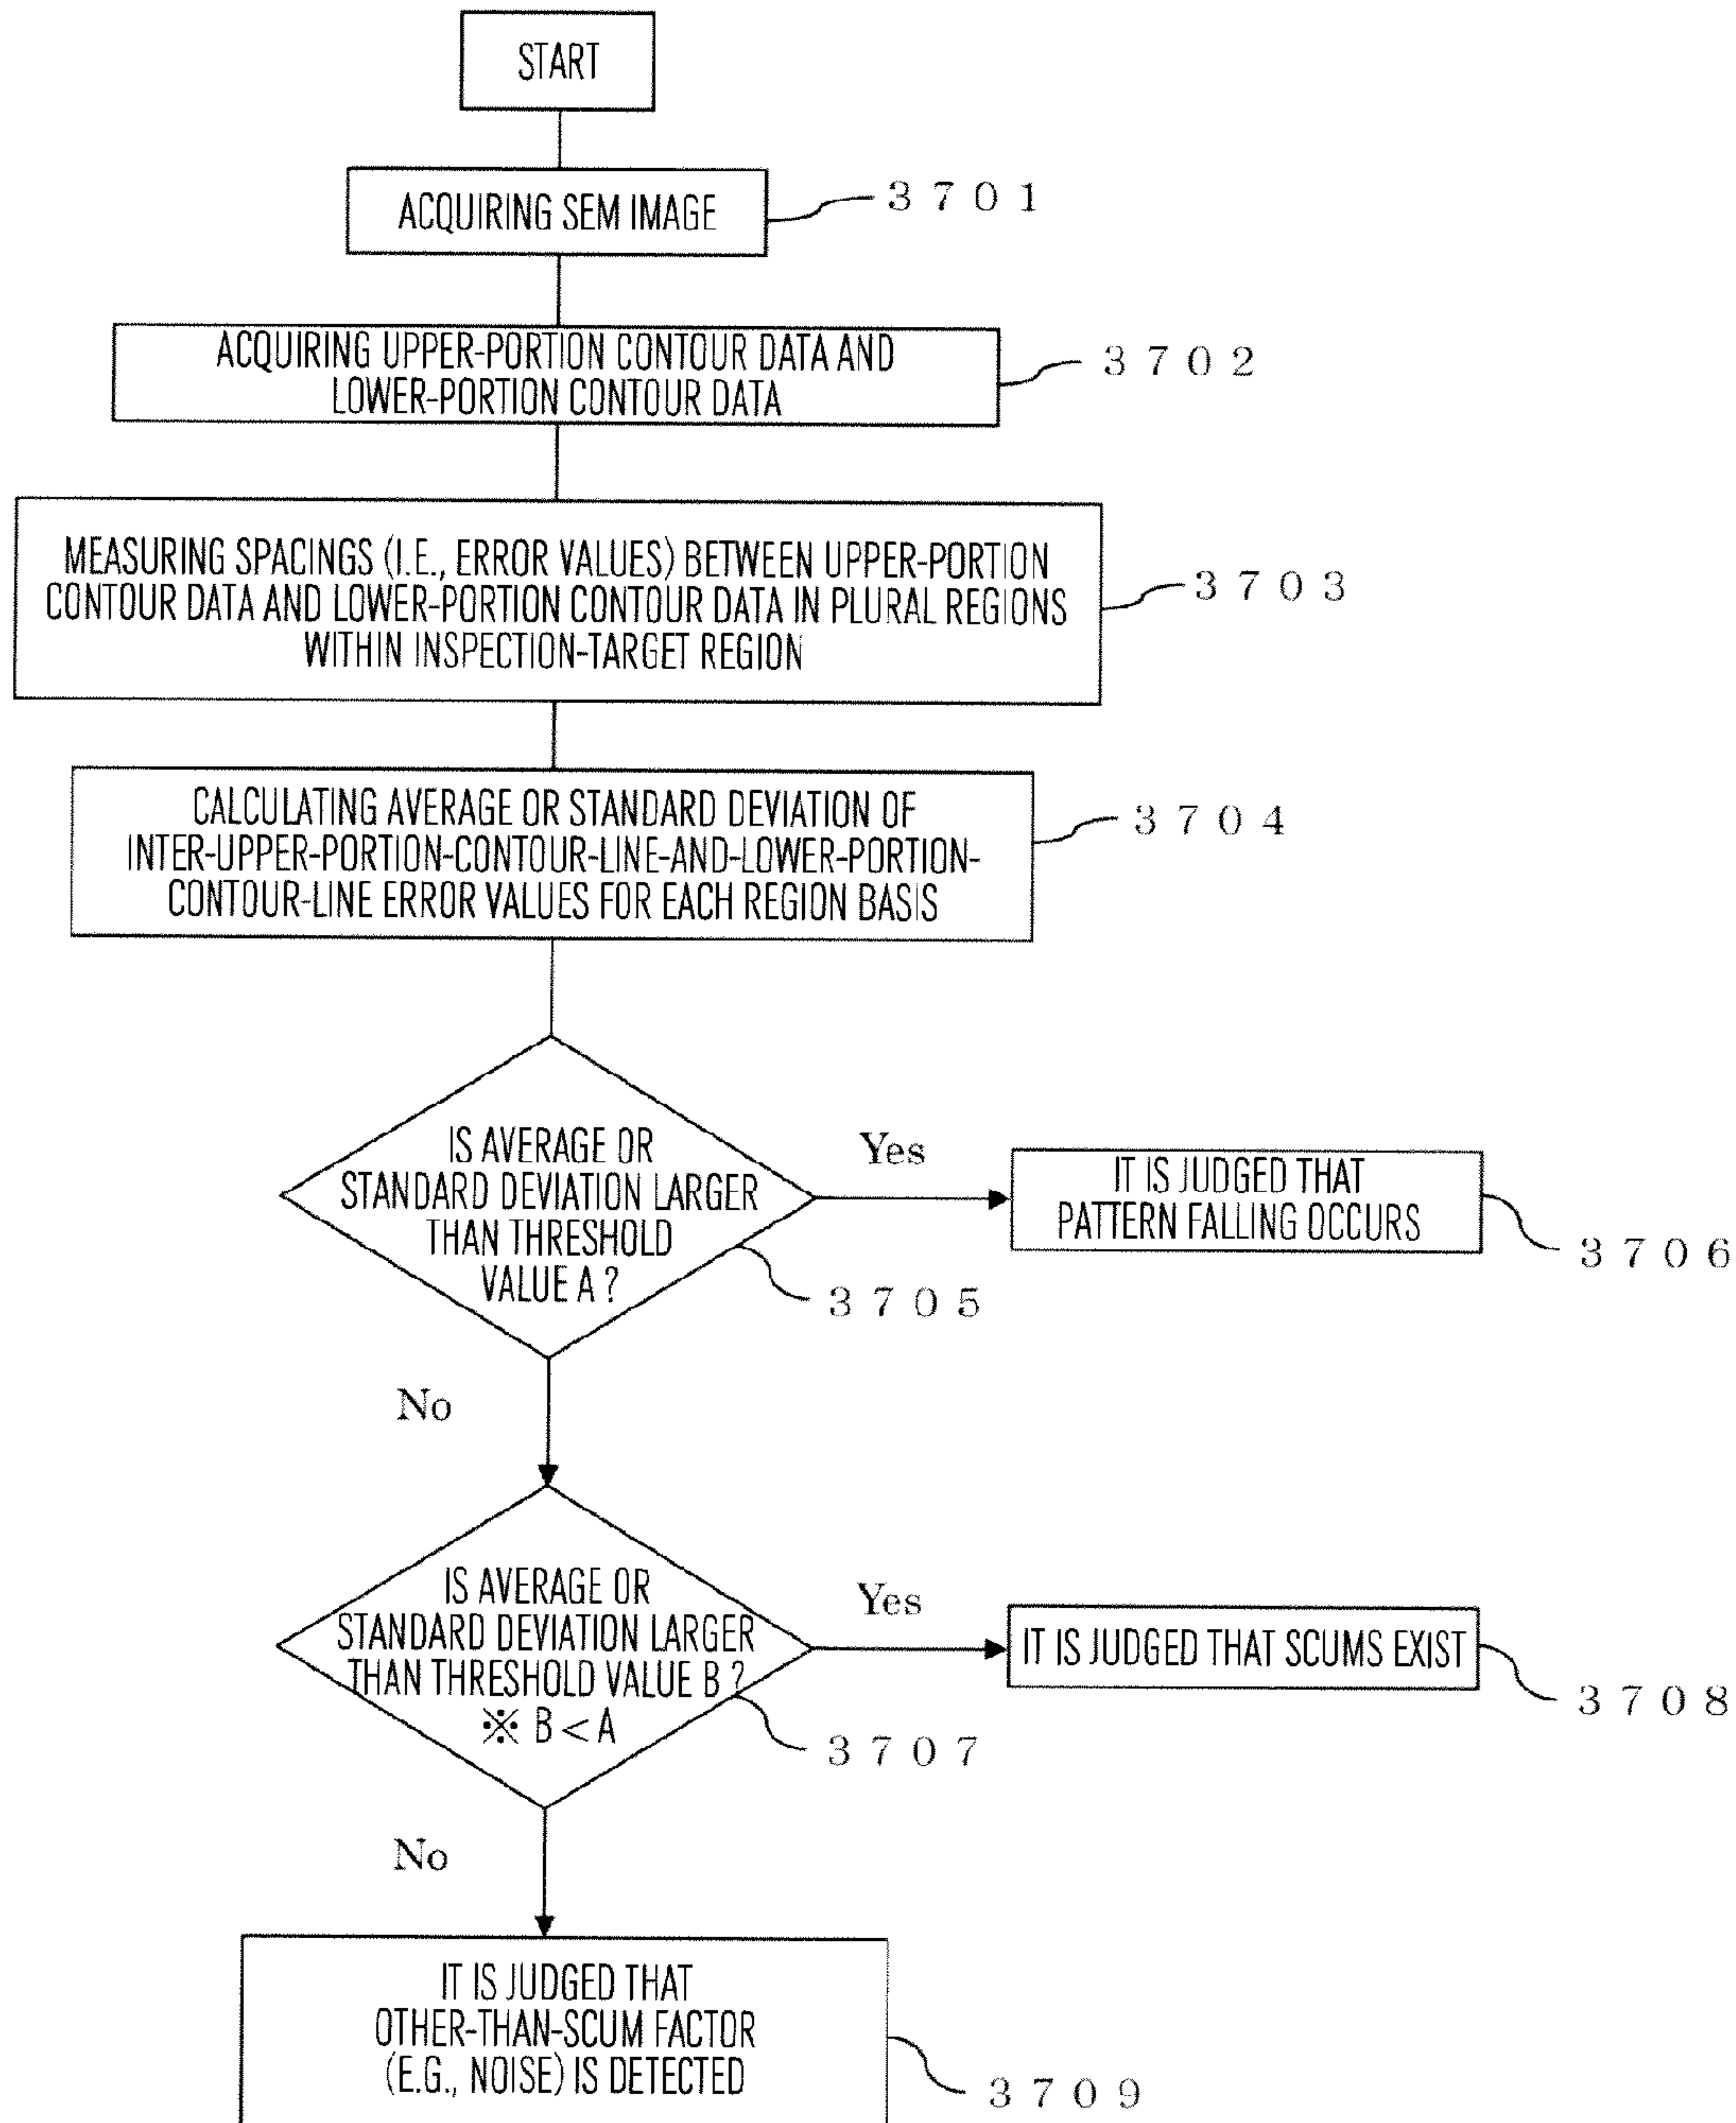 START
ACQUIRING SEM IMAGE
3701
ACQUIRING UPPER-PORTION CONTOUR DATA AND
LOWER-PORTION CONTOUR DATA
3702
MEASURING SPACINGS (I.E., ERROR VALUES) BETWEEN UPPER-PORTION
CONTOUR DATA AND LOWER-PORTION CONTOUR DATA IN PLURAL REGIONS
WITHIN INSPECTION-TARGET REGION
3703
CALCULATING AVERAGE OR STANDARD DEVIATION OF
INTER-UPPER-PORTION-CONTOUR-LINE-AND-LOWER-PORTION-
CONTOUR-LINE ERROR VALUES FOR EACH REGION BASIS
3704
IS AVERAGE OR
STANDARD DEVIATION LARGER
THAN THRESHOLD
VALUE A ?
3705
Yes
IT IS JUDGED THAT
PATTERN FALLING OCCURS
3706
No
IS AVERAGE OR
STANDARD DEVIATION LARGER
THAN THRESHOLD VALUE B ?
※ B < A
3707
Yes
IT IS JUDGED THAT SCUMS EXIST
3708
No
IT IS JUDGED THAT
OTHER-THAN-SCUM FACTOR
(E.G., NOISE) IS DETECTED
3709